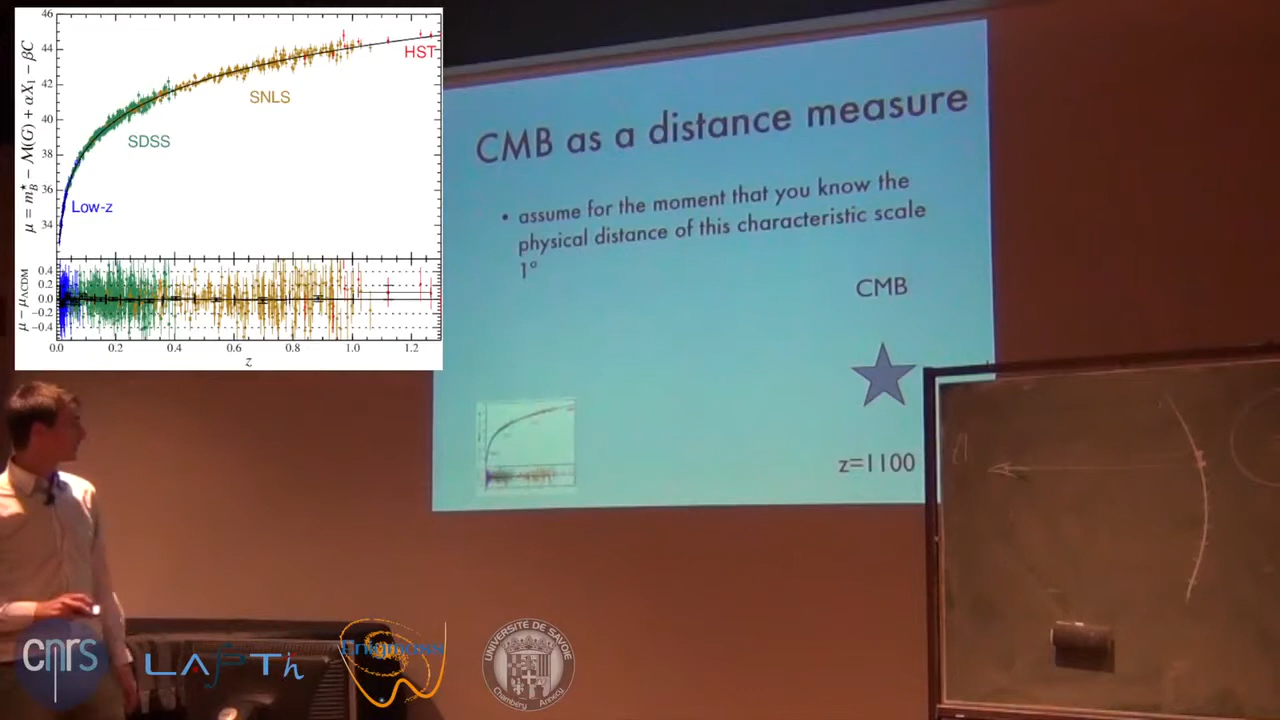 46
44
42
40
38
36
34
μ = m*B − M(G) + αX1 − βC
HST
SNLS
SDSS
Low-z
0.4
0.2
0.0
−0.2
−0.4
μ − μΛCDM
0.0 0.2 0.4 0.6 0.8 1.0 1.2
z
CMB as a distance measure
• assume for the moment that you know the
physical distance of this characteristic scale
1°
CMB
z=1100
cnrs
LAPTh
Enigmass
UNIVERSITÉ DE SAVOIE
Chambéry Annecy